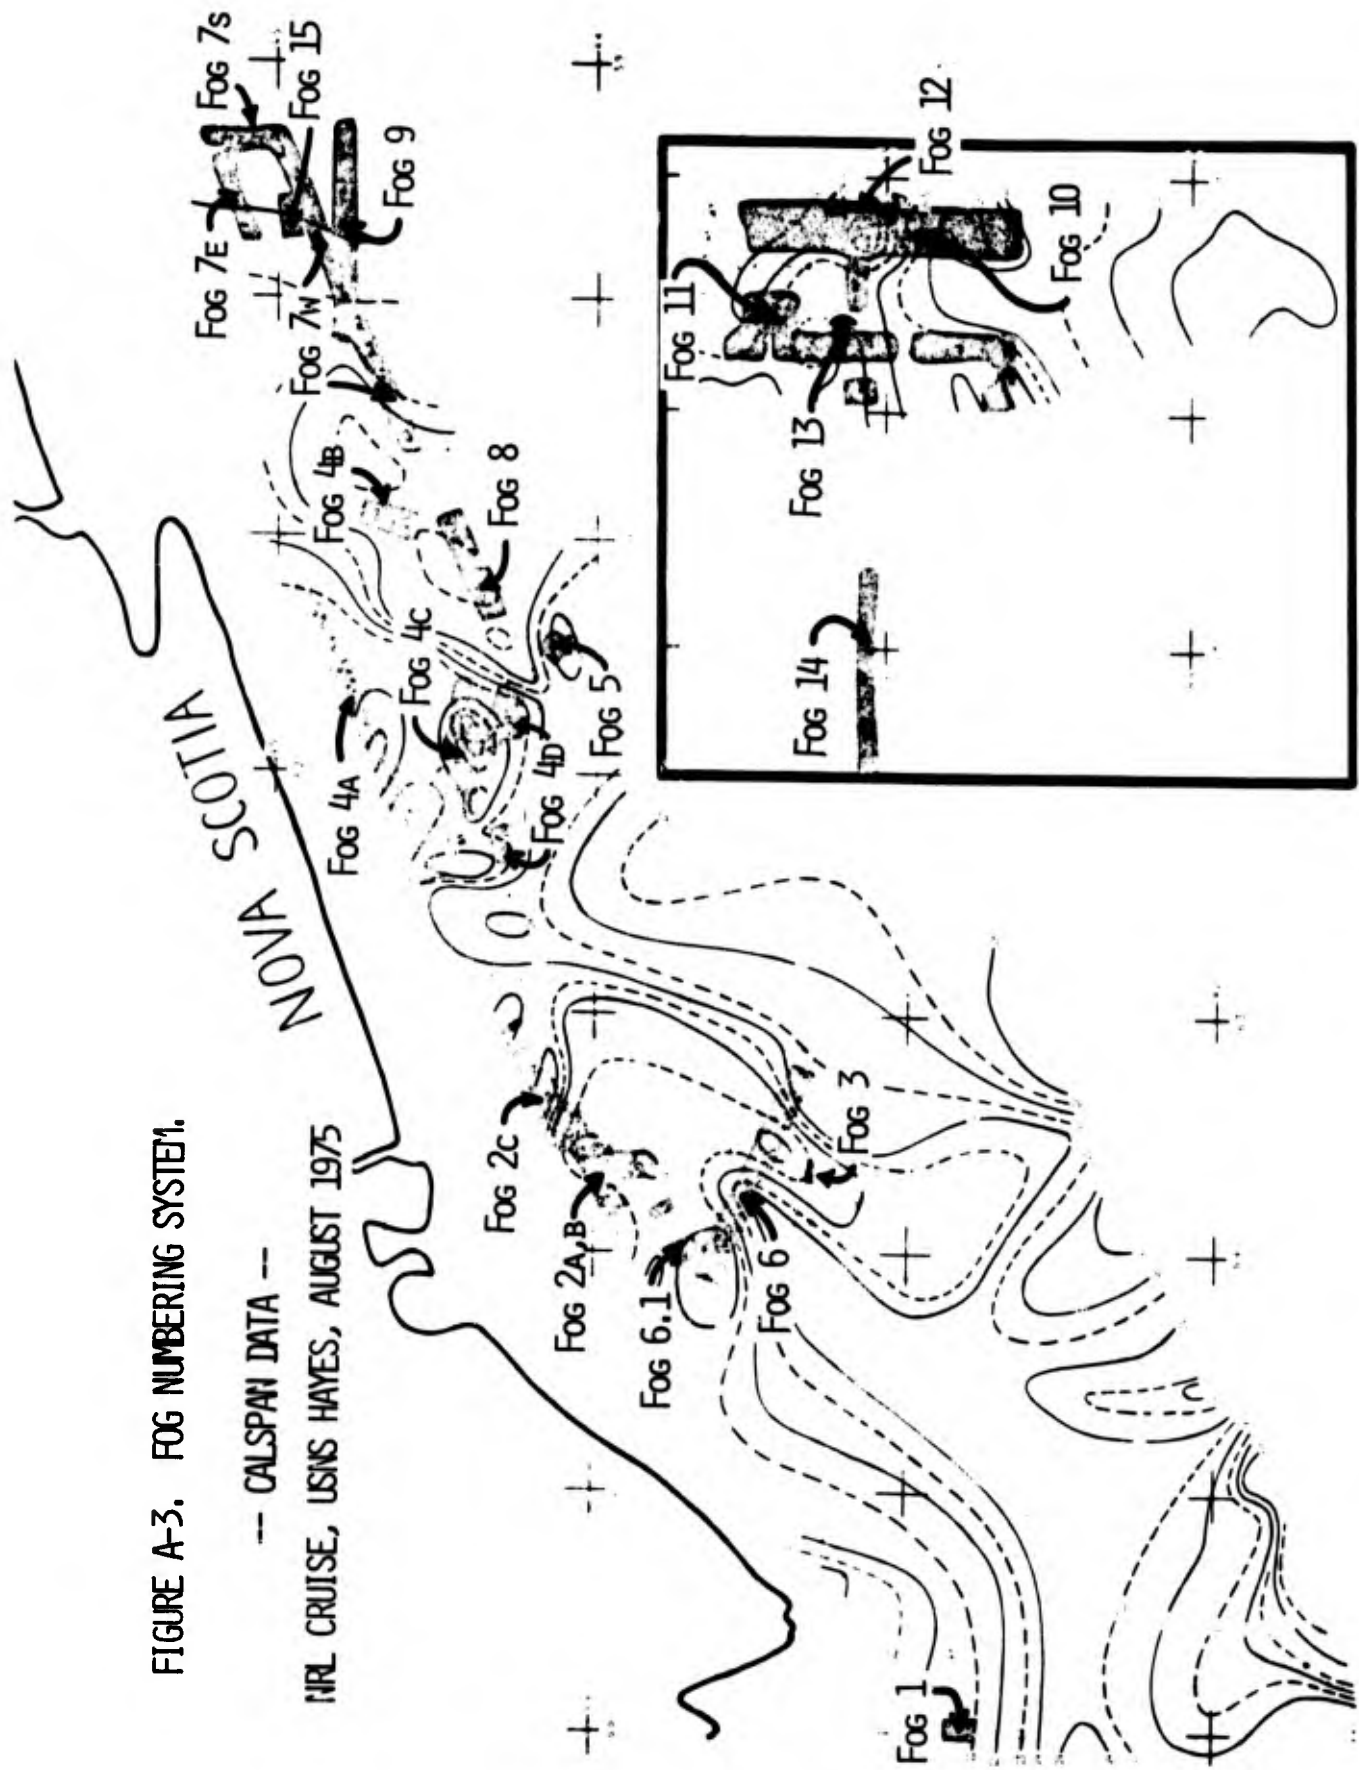 FIGURE A-3. FOG NUMBERING SYSTEM.
-- CALSPAN DATA --
NRL CRUISE, USNS HAYES, AUGUST 1975
NOVA SCOTIA
FOG 7S
FOG 15
FOG 7E
FOG 9
FOG 7W
FOG 4B
FOG 8
FOG 4C
FOG 4A
FOG 5
FOG 4D
FOG 2C
FOG 2A,B
FOG 3
FOG 6.1
FOG 6
FOG 1
FOG 12
FOG 11
FOG 10
FOG 13
FOG 14